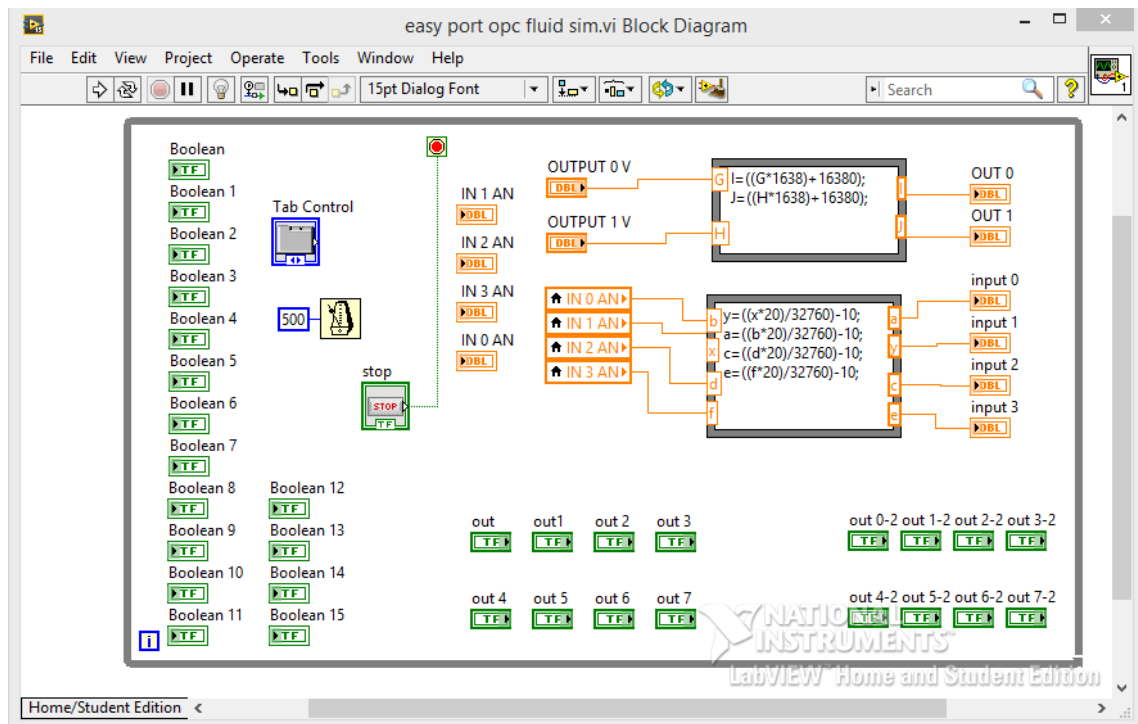 easy port opc fluid sim.vi Block Diagram
File Edit View Project Operate Tools Window Help
15pt Dialog Font
Search
1
Boolean
TF
Boolean 1
TF
Boolean 2
TF
Boolean 3
TF
Boolean 4
TF
Boolean 5
TF
Boolean 6
TF
Boolean 7
TF
Boolean 8
TF
Boolean 9
TF
Boolean 10
TF
Boolean 11
TF
i
Boolean 12
TF
Boolean 13
TF
Boolean 14
TF
Boolean 15
TF
Tab Control
500
stop
STOP
TF
IN 1 AN
DBL
IN 2 AN
DBL
IN 3 AN
DBL
IN 0 AN
DBL
OUTPUT 0 V
DBL
OUTPUT 1 V
DBL
G
H
I=((G*1638)+16380);
J=((H*1638)+16380);
I
J
OUT 0
DBL
OUT 1
DBL
IN 0 AN
IN 1 AN
IN 2 AN
IN 3 AN
b
x
d
f
y=((x*20)/32760)-10;
a=((b*20)/32760)-10;
c=((d*20)/32760)-10;
e=((f*20)/32760)-10;
a
y
c
e
input 0
DBL
input 1
DBL
input 2
DBL
input 3
DBL
out out1 out 2 out 3
TF TF TF TF
out 4 out 5 out 6 out 7
TF TF TF TF
out 0-2 out 1-2 out 2-2 out 3-2
TF TF TF TF
out 4-2 out 5-2 out 6-2 out 7-2
TF TF TF TF
NATIONAL
INSTRUMENTS™
LabVIEW™ Home and Student Edition
Home/Student Edition